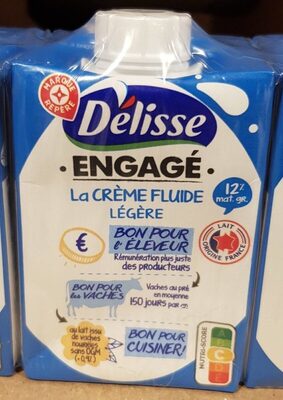 MARQUE
REPÈRE
Délisse
• ENGAGÉ •
La CRÈME FLUIDE
LÉGÈRE
12%
mat. gr.
€
BON POUR
L'ÉLEVEUR
Rémunération plus juste
des producteurs
LAIT
ORIGINE FRANCE
BON POUR
LES VACHES
Vaches au pré
en moyenne
150 jours par an
au lait issu
de vaches
nourries
sans OGM
(<0,9%)
BON POUR
CUISINER!
NUTRI-SCORE
C